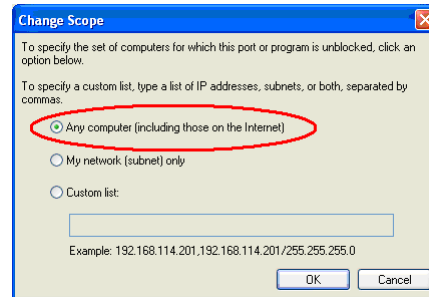 Change Scope
To specify the set of computers for which this port or program is unblocked, click an
option below.
To specify a custom list, type a list of IP addresses, subnets, or both, separated by
commas.
Any computer (including those on the Internet)
My network (subnet) only
Custom list:
Example: 192.168.114.201,192.168.114.201/255.255.255.0
OK Cancel